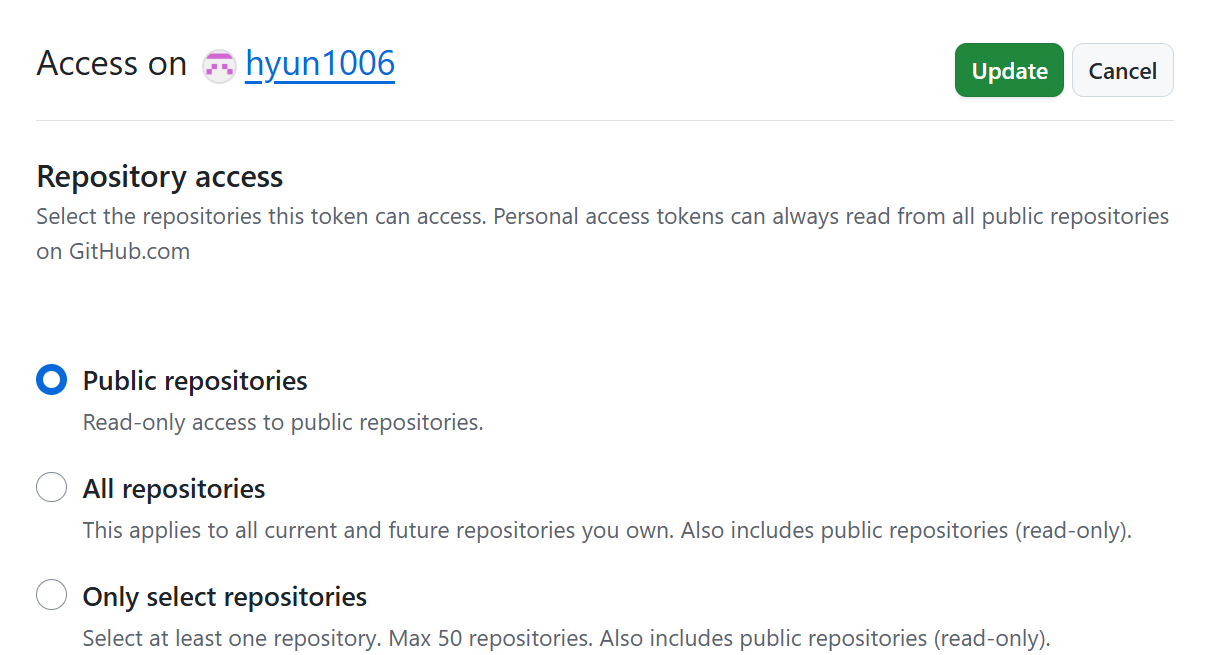 Access on hyun1006
Update
Cancel
Repository access
Select the repositories this token can access. Personal access tokens can always read from all public repositories
on GitHub.com
Public repositories
Read-only access to public repositories.
All repositories
This applies to all current and future repositories you own. Also includes public repositories (read-only).
Only select repositories
Select at least one repository. Max 50 repositories. Also includes public repositories (read-only).